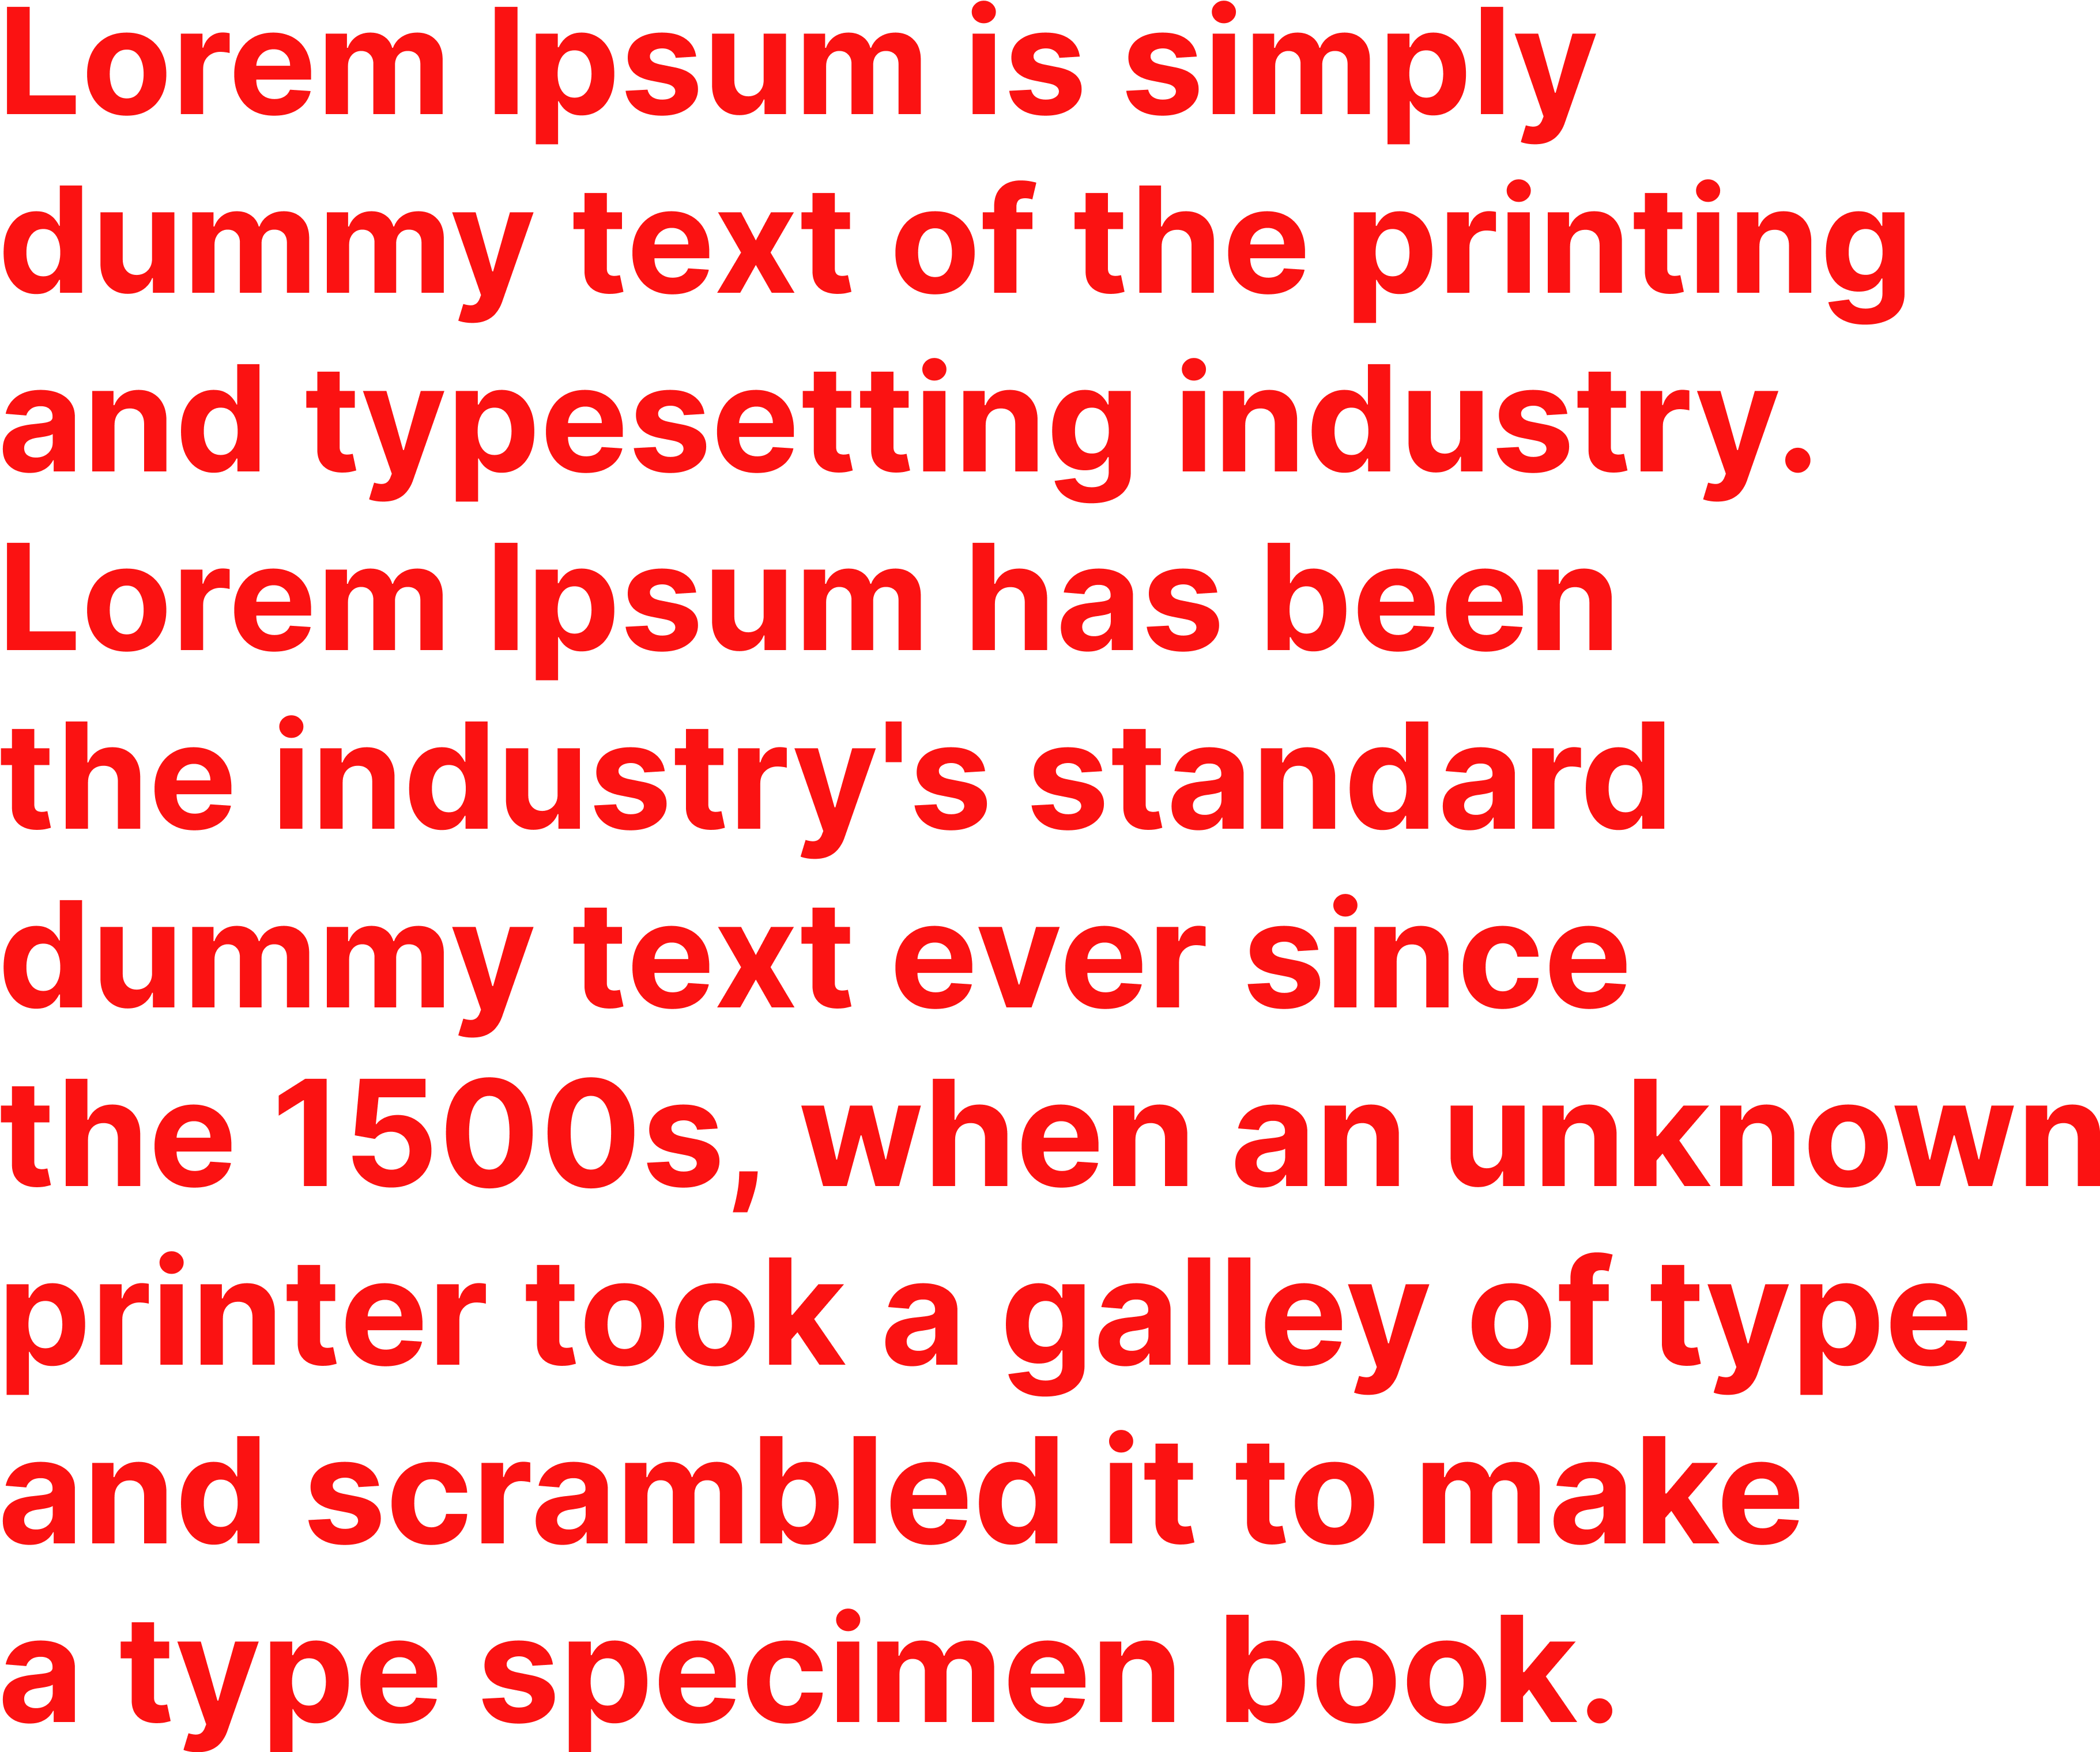 Lorem Ipsum is simply
dummy text of the printing
and typesetting industry.
Lorem Ipsum has been
the industry's standard
dummy text ever since
the 1500s, when an unknown
printer took a galley of type
and scrambled it to make
a type specimen book.